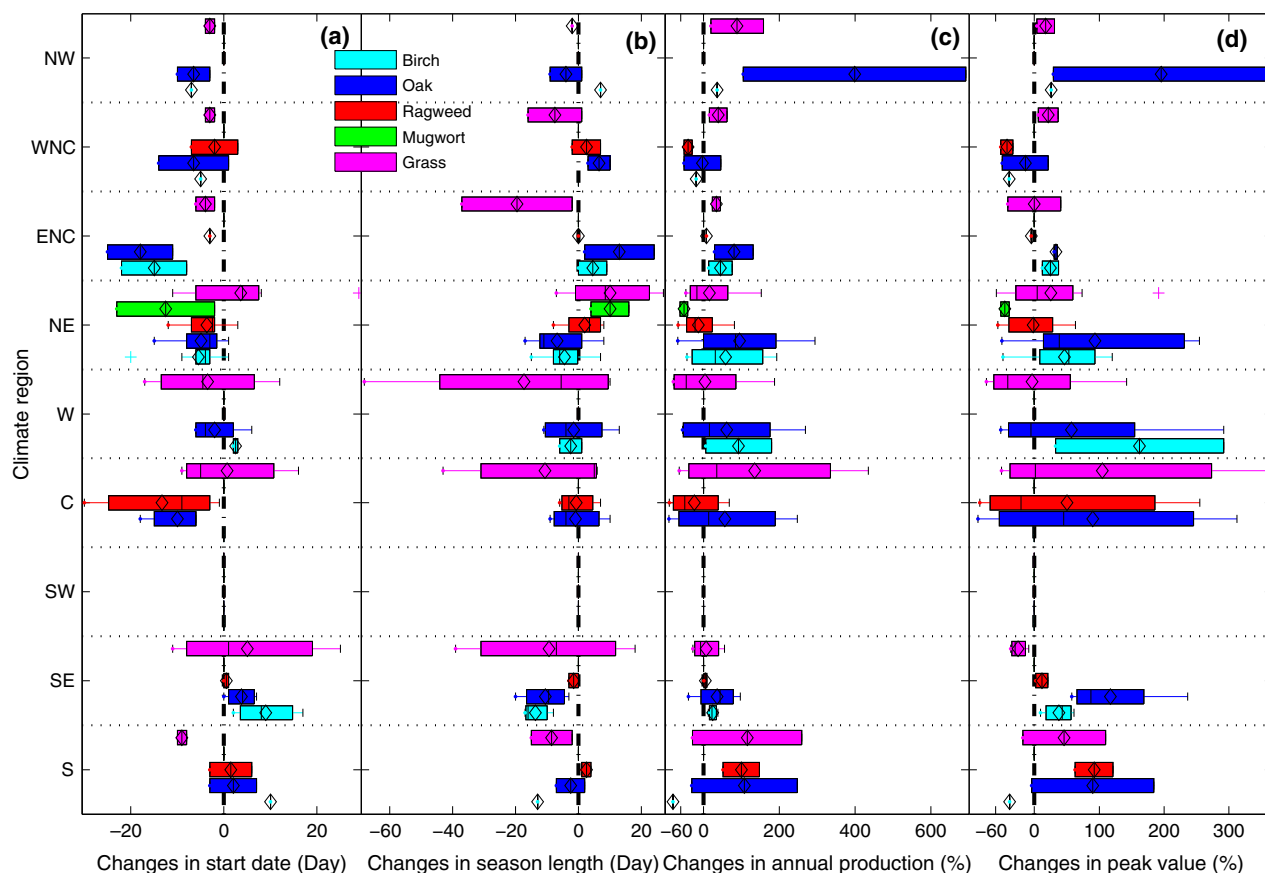 (a) (b) (c) (d)
Birch
Oak
Ragweed
Mugwort
Grass
Climate region
NW
WNC
ENC
NE
W
C
SW
SE
S
−20 0 20
−60 −40 −20 0 20
−60 0 200 400 600
−60 0 100 200 300
Changes in start date (Day)
Changes in season length (Day)
Changes in annual production (%)
Changes in peak value (%)